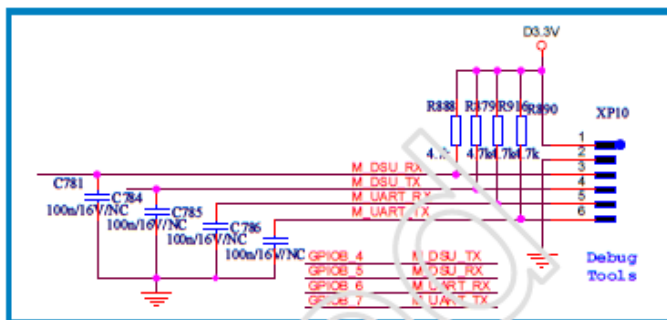 D3.3V
R888 R879 R916 R890
XP10
4.7k 4.7k 4.7k 4.7k
1
2
3
4
5
6
M_DSU_RX
M_DSU_TX
M_UART_RX
M_UART_TX
C781
100n/16V/NC
C784
100n/16V/NC
C785
100n/16V/NC
C786
100n/16V/NC
GPIOB_4 M_DSU_TX
GPIOB_5 M_DSU_RX
GPIOB_6 M_UART_RX
GPIOB_7 M_UART_TX
Debug
Tools